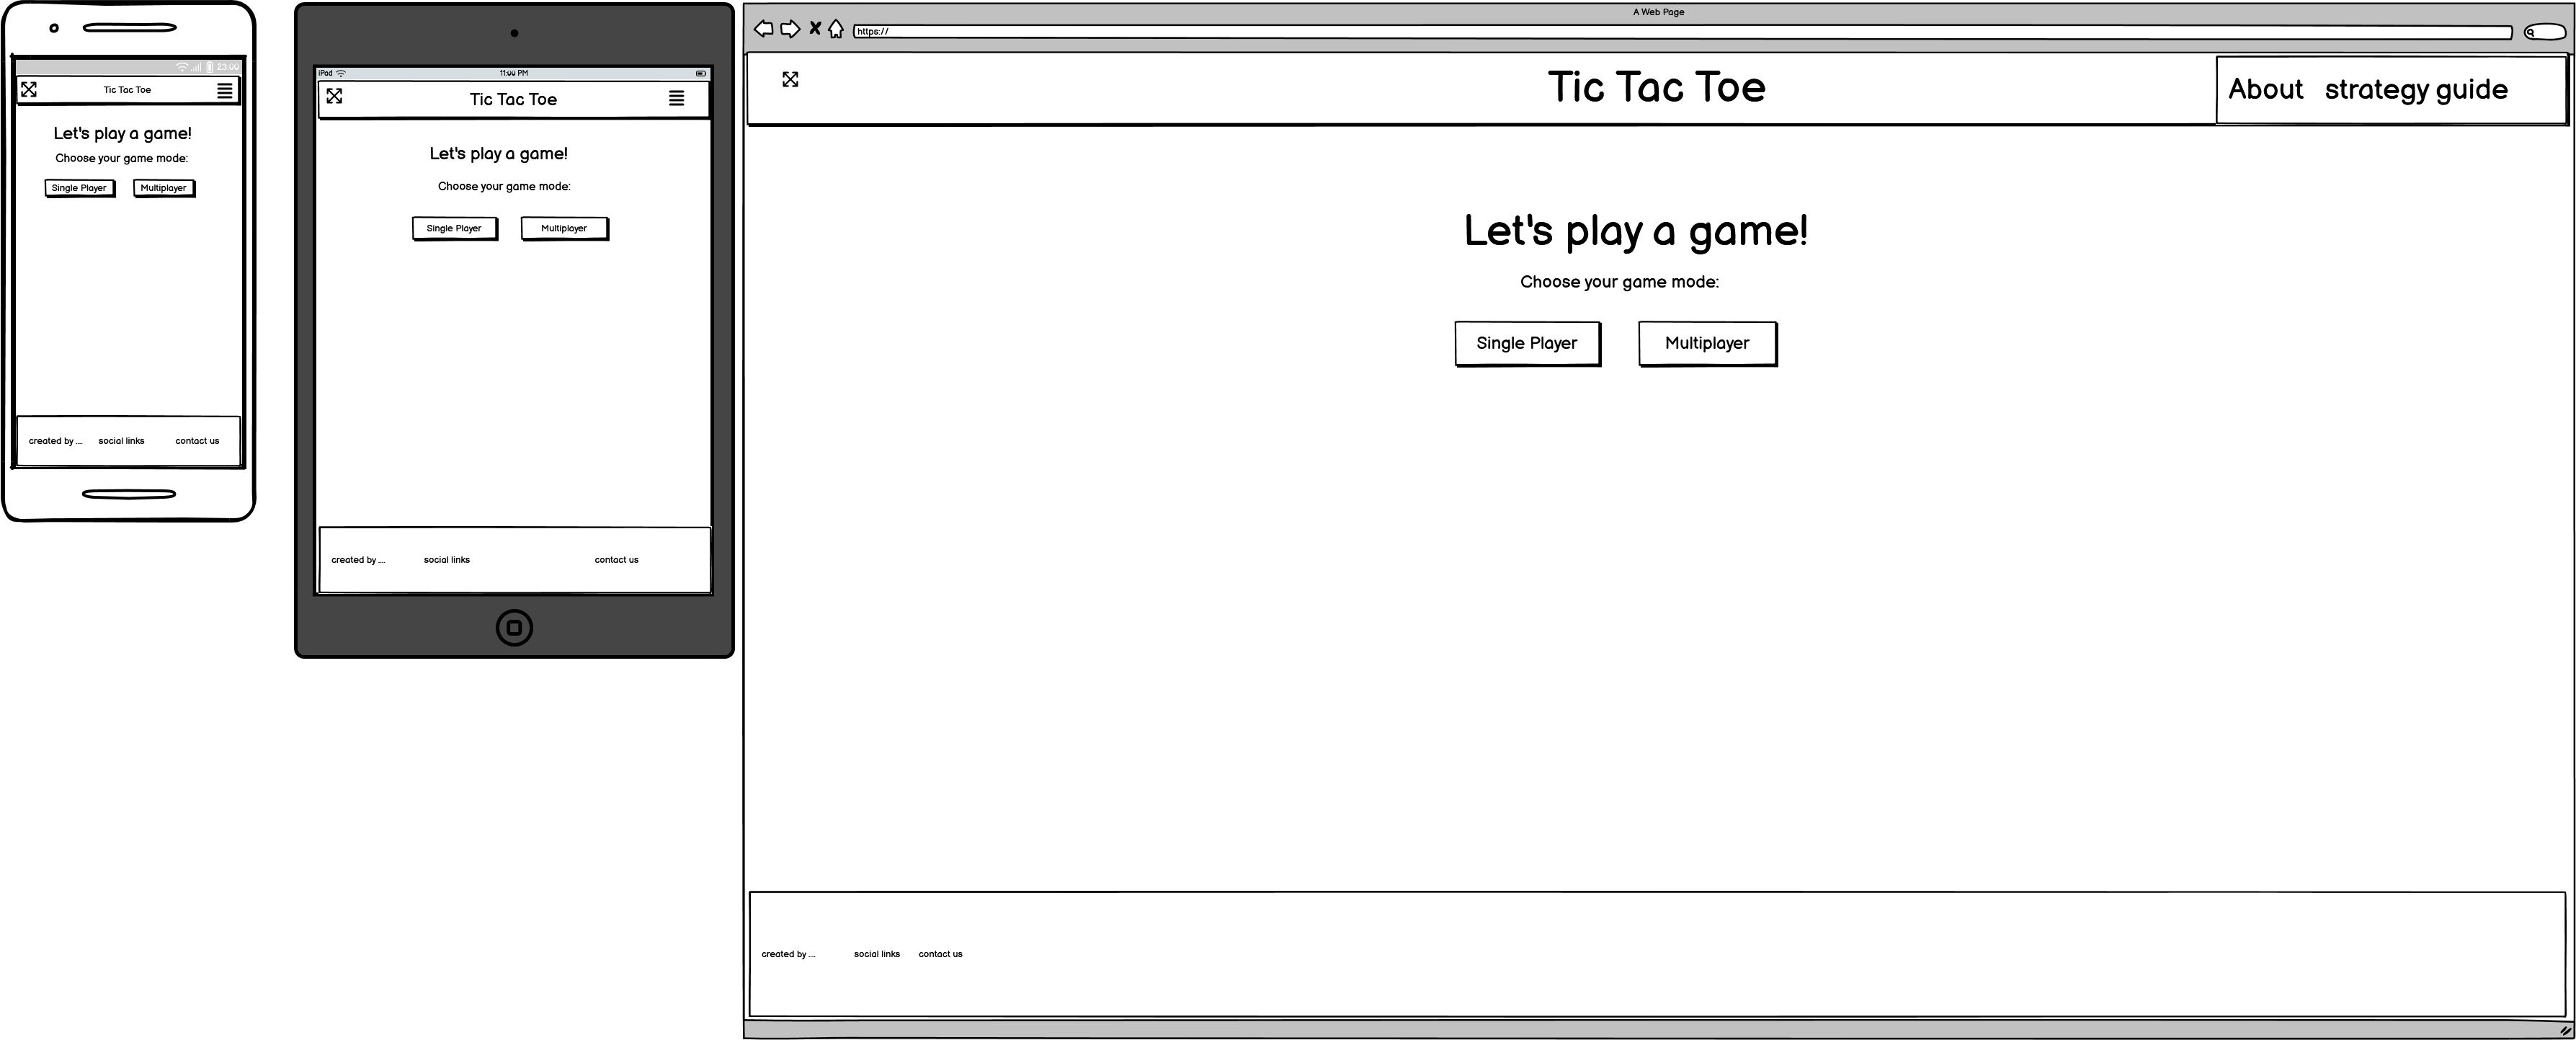 23:00
Tic Tac Toe
Let's play a game!
Choose your game mode:
Single Player Multiplayer
created by ... social links contact us
iPad 11:00 PM
Tic Tac Toe
Let's play a game!
Choose your game mode:
Single Player Multiplayer
created by ... social links contact us
A Web Page
https://
Tic Tac Toe About strategy guide
Let's play a game!
Choose your game mode:
Single Player Multiplayer
created by ... social links contact us